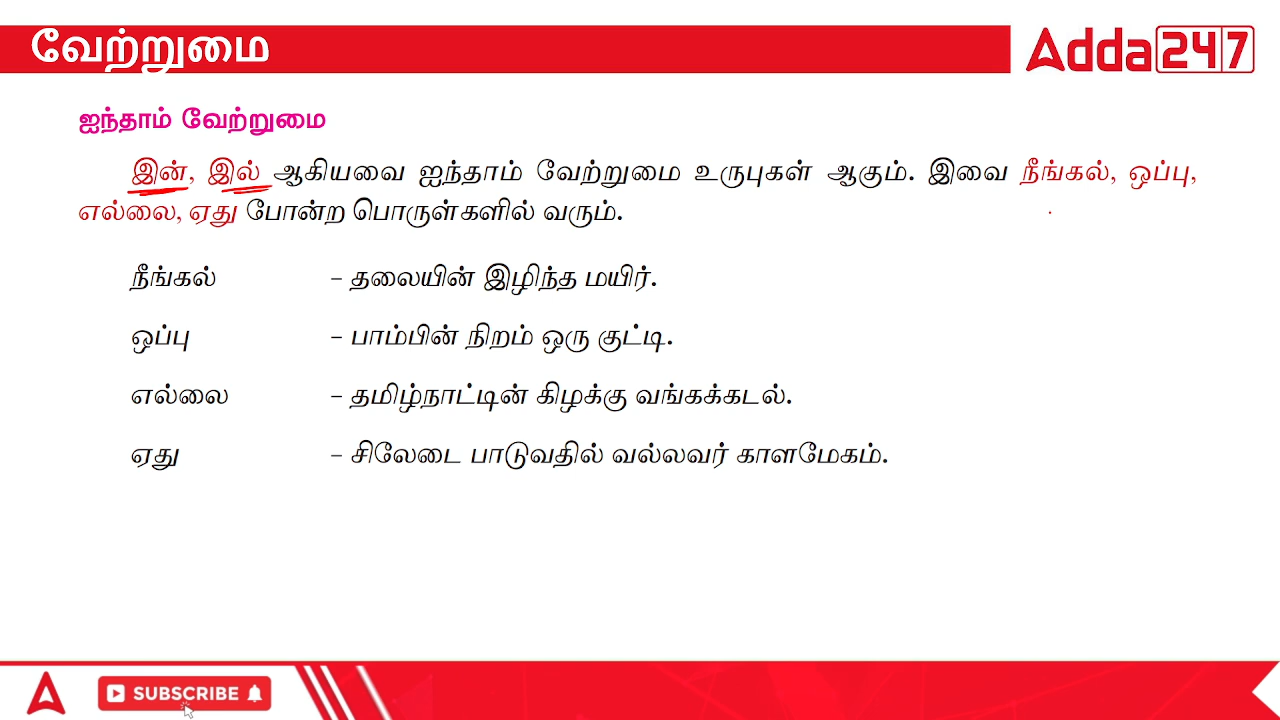 வேற்றுமை
Adda247
ஐந்தாம் வேற்றுமை
இன், இல் ஆகியவை ஐந்தாம் வேற்றுமை உருபுகள் ஆகும். இவை நீங்கல், ஒப்பு,
எல்லை, ஏது போன்ற பொருள்களில் வரும்.
நீங்கல் – தலையின் இழிந்த மயிர்.
ஒப்பு – பாம்பின் நிறம் ஒரு குட்டி.
எல்லை – தமிழ்நாட்டின் கிழக்கு வங்கக்கடல்.
ஏது – சிலேடை பாடுவதில் வல்லவர் காளமேகம்.
SUBSCRIBE